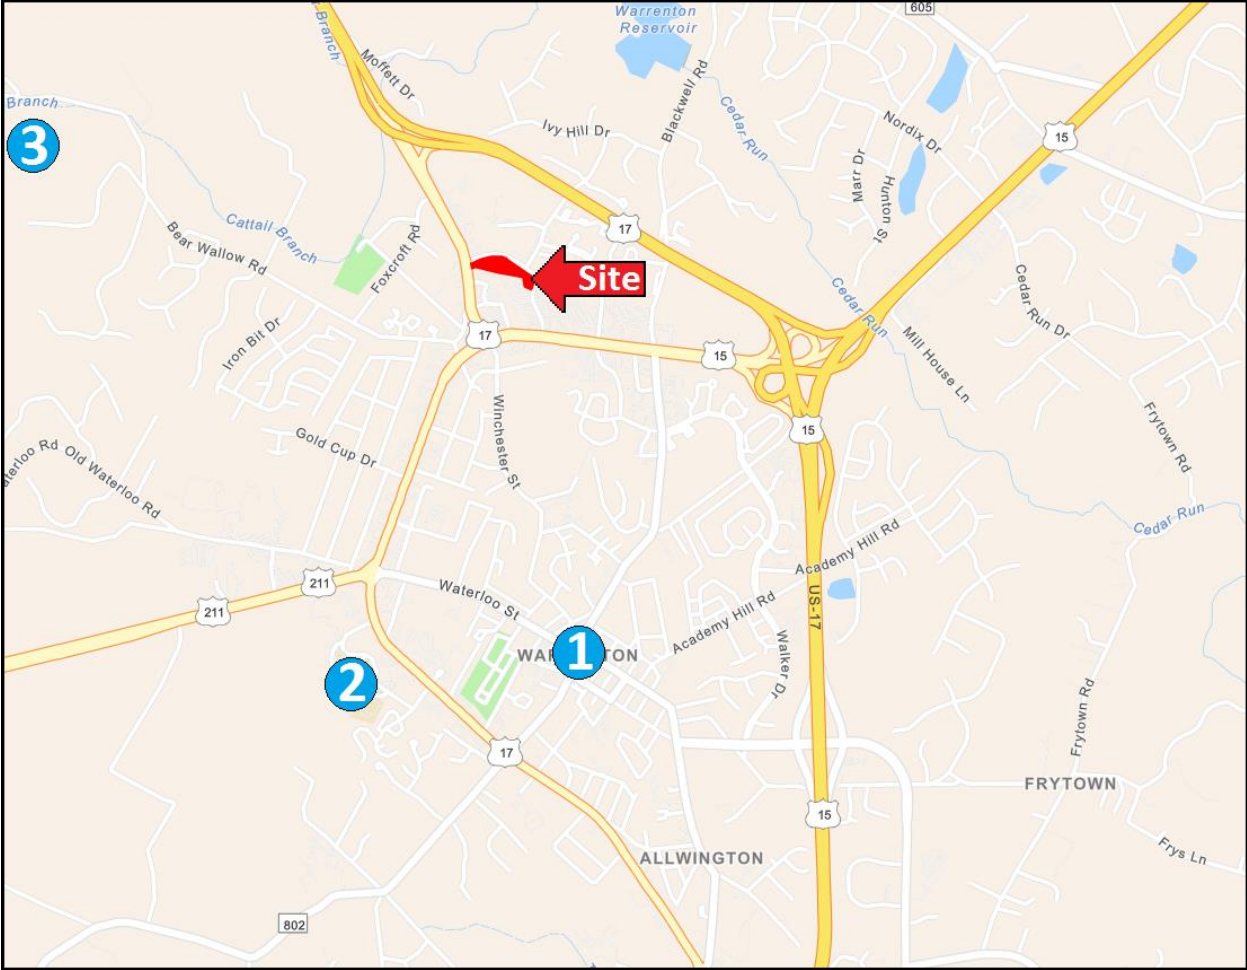 605
Warrenton
Reservoir
Branch
Moffett Dr
Blackwell Rd
Branch
3
Ivy Hill Dr
Cedar Run
Nordix Dr
15
Marr Dr
Hunton St
Cattail Branch
Bear Wallow Rd
Foxcroft Rd
17
Site
Cedar Run
Cedar Run Dr
Iron Bit Dr
17
15
Mill House Ln
Winchester St
15
Frytown Rd
Gold Cup Dr
Waterloo Rd
Old Waterloo Rd
Cedar Run
Academy Hill Rd
211
211
Waterloo St
US-17
Academy Hill Rd
1
2
Walker Dr
Frytown Rd
17
FRYTOWN
15
Frys Ln
ALLWINGTON
802